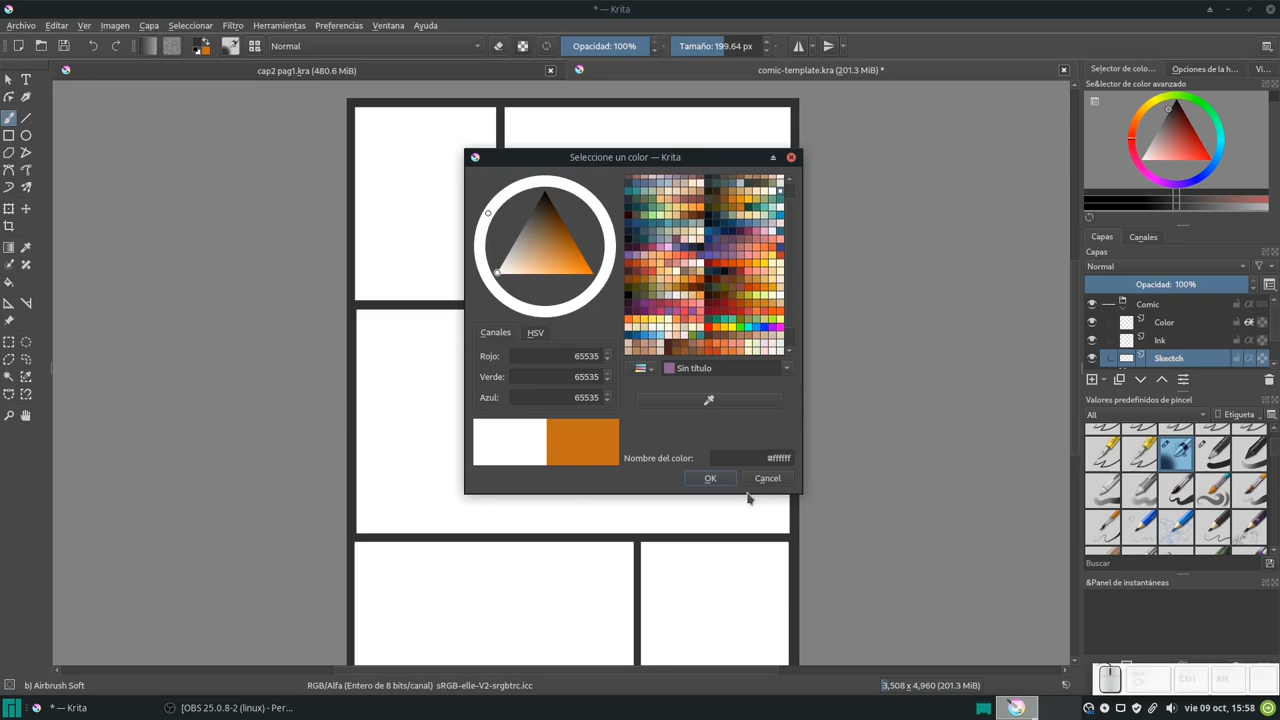 * — Krita
Archivo Editar Ver Imagen Capa Seleccionar Filtro Herramientas Preferencias Ventana Ayuda
Normal Opacidad: 100% Tamaño: 199.64 px
cap2 pag1.kra (480.6 MiB) comic-template.kra (201.3 MiB) *
Selector de colo... Opciones de la h... Vi...
Se&lector de color avanzado
Seleccione un color — Krita
Canales HSV
Rojo: 65535
Verde: 65535
Azul: 65535
Sin título
Nombre del color: #ffffff
OK Cancel
Capas Canales
Capas
Normal
Opacidad: 100%
Comic
Color
Ink
Skectch
Valores predefinidos de pincel
All Etiqueta
Buscar
&Panel de instantáneas
b) Airbrush Soft RGB/Alfa (Entero de 8 bits/canal) sRGB-elle-V2-srgbtrc.icc 3,508 x 4,960 (201.3 MiB)
Ctrl Alt
* — Krita [OBS 25.0.8-2 (linux) - Per... vie 09 oct, 15:58